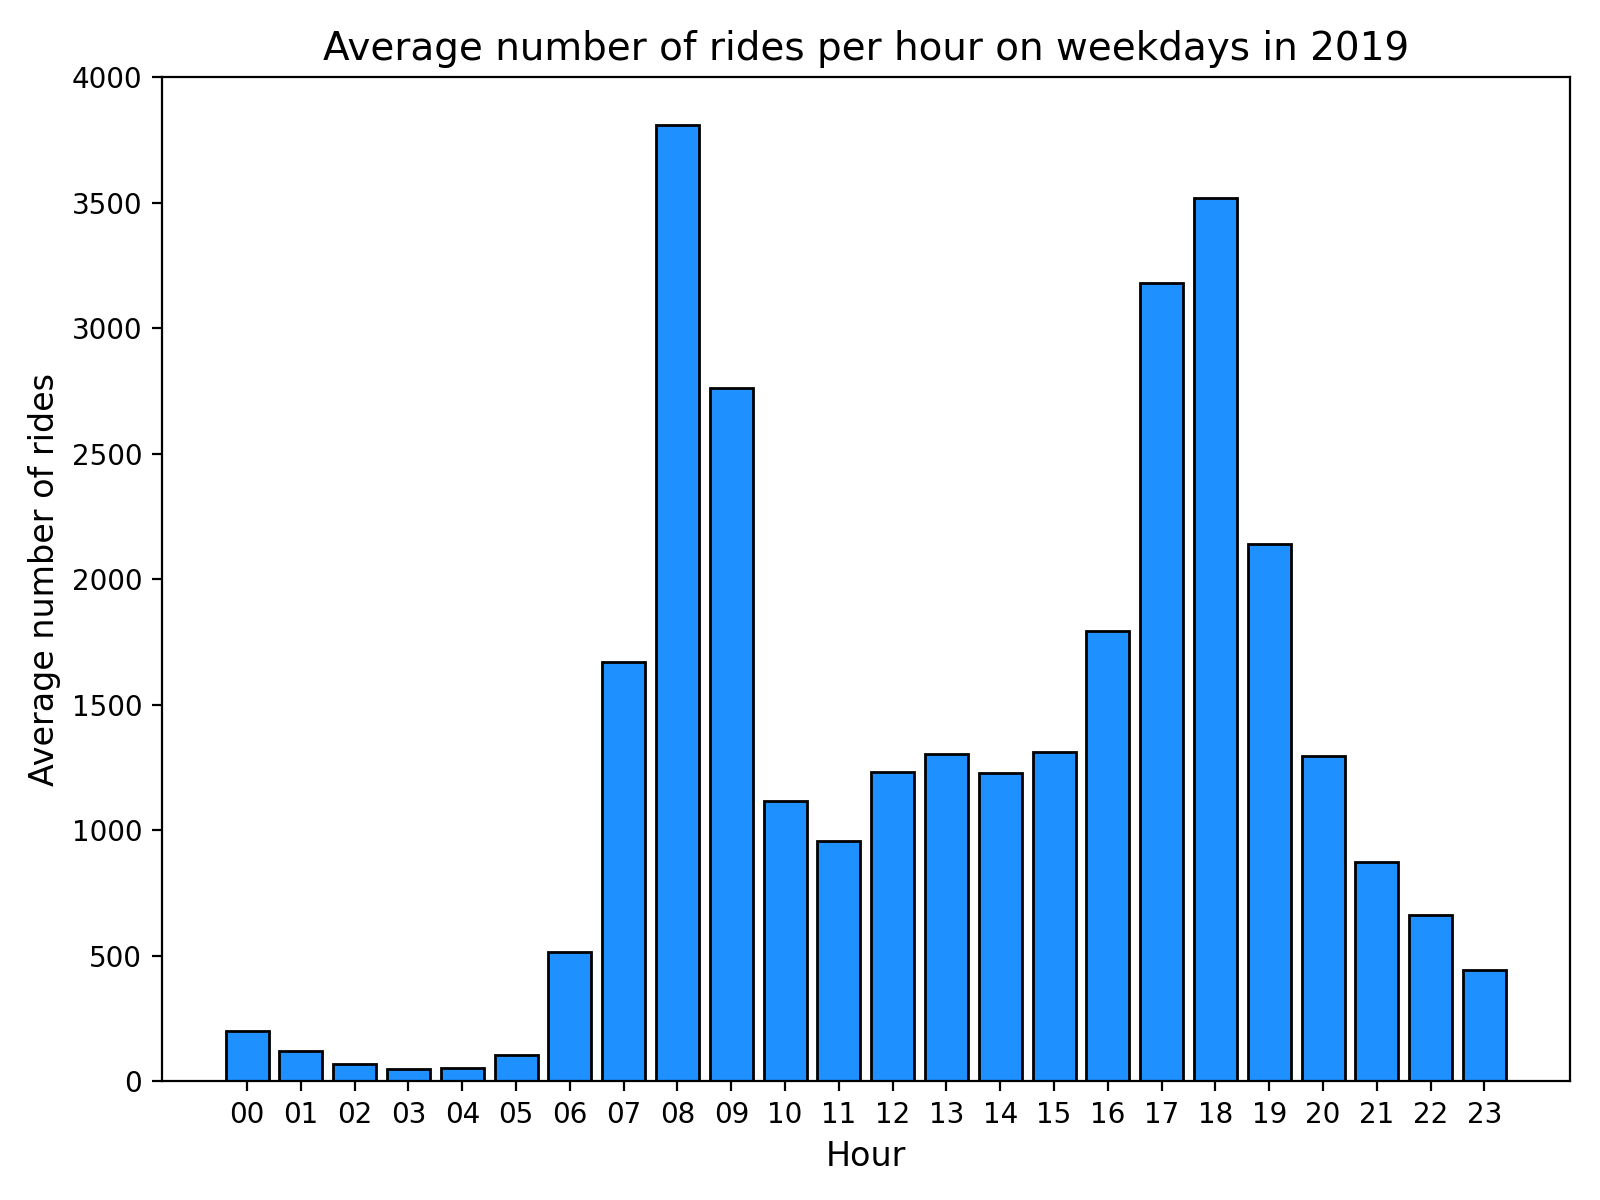 Average number of rides per hour on weekdays in 2019
4000
3500
3000
2500
2000
1500
1000
500
0
Average number of rides
00 01 02 03 04 05 06 07 08 09 10 11 12 13 14 15 16 17 18 19 20 21 22 23
Hour